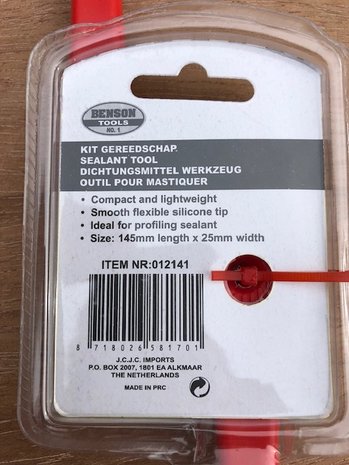 BENSON
TOOLS
NO. 1
KIT GEREEDSCHAP
SEALANT TOOL
DICHTUNGSMITTEL WERKZEUG
OUTIL POUR MASTIQUER
• Compact and lightweight
• Smooth flexible silicone tip
• Ideal for profiling sealant
• Size: 145mm length x 25mm width
ITEM NR:012141
8 718026 581701
J.C.J.C. IMPORTS
P.O. BOX 2007, 1801 EA ALKMAAR
THE NETHERLANDS
MADE IN PRC